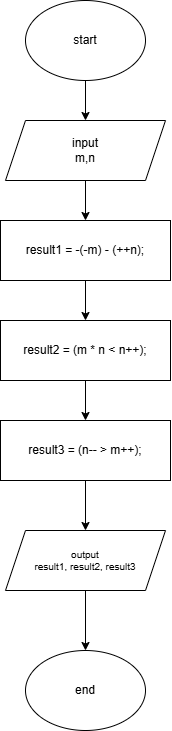 start
input
m,n
result1 = -(-m) - (++n);
result2 = (m * n < n++);
result3 = (n-- > m++);
output
result1, result2, result3
end